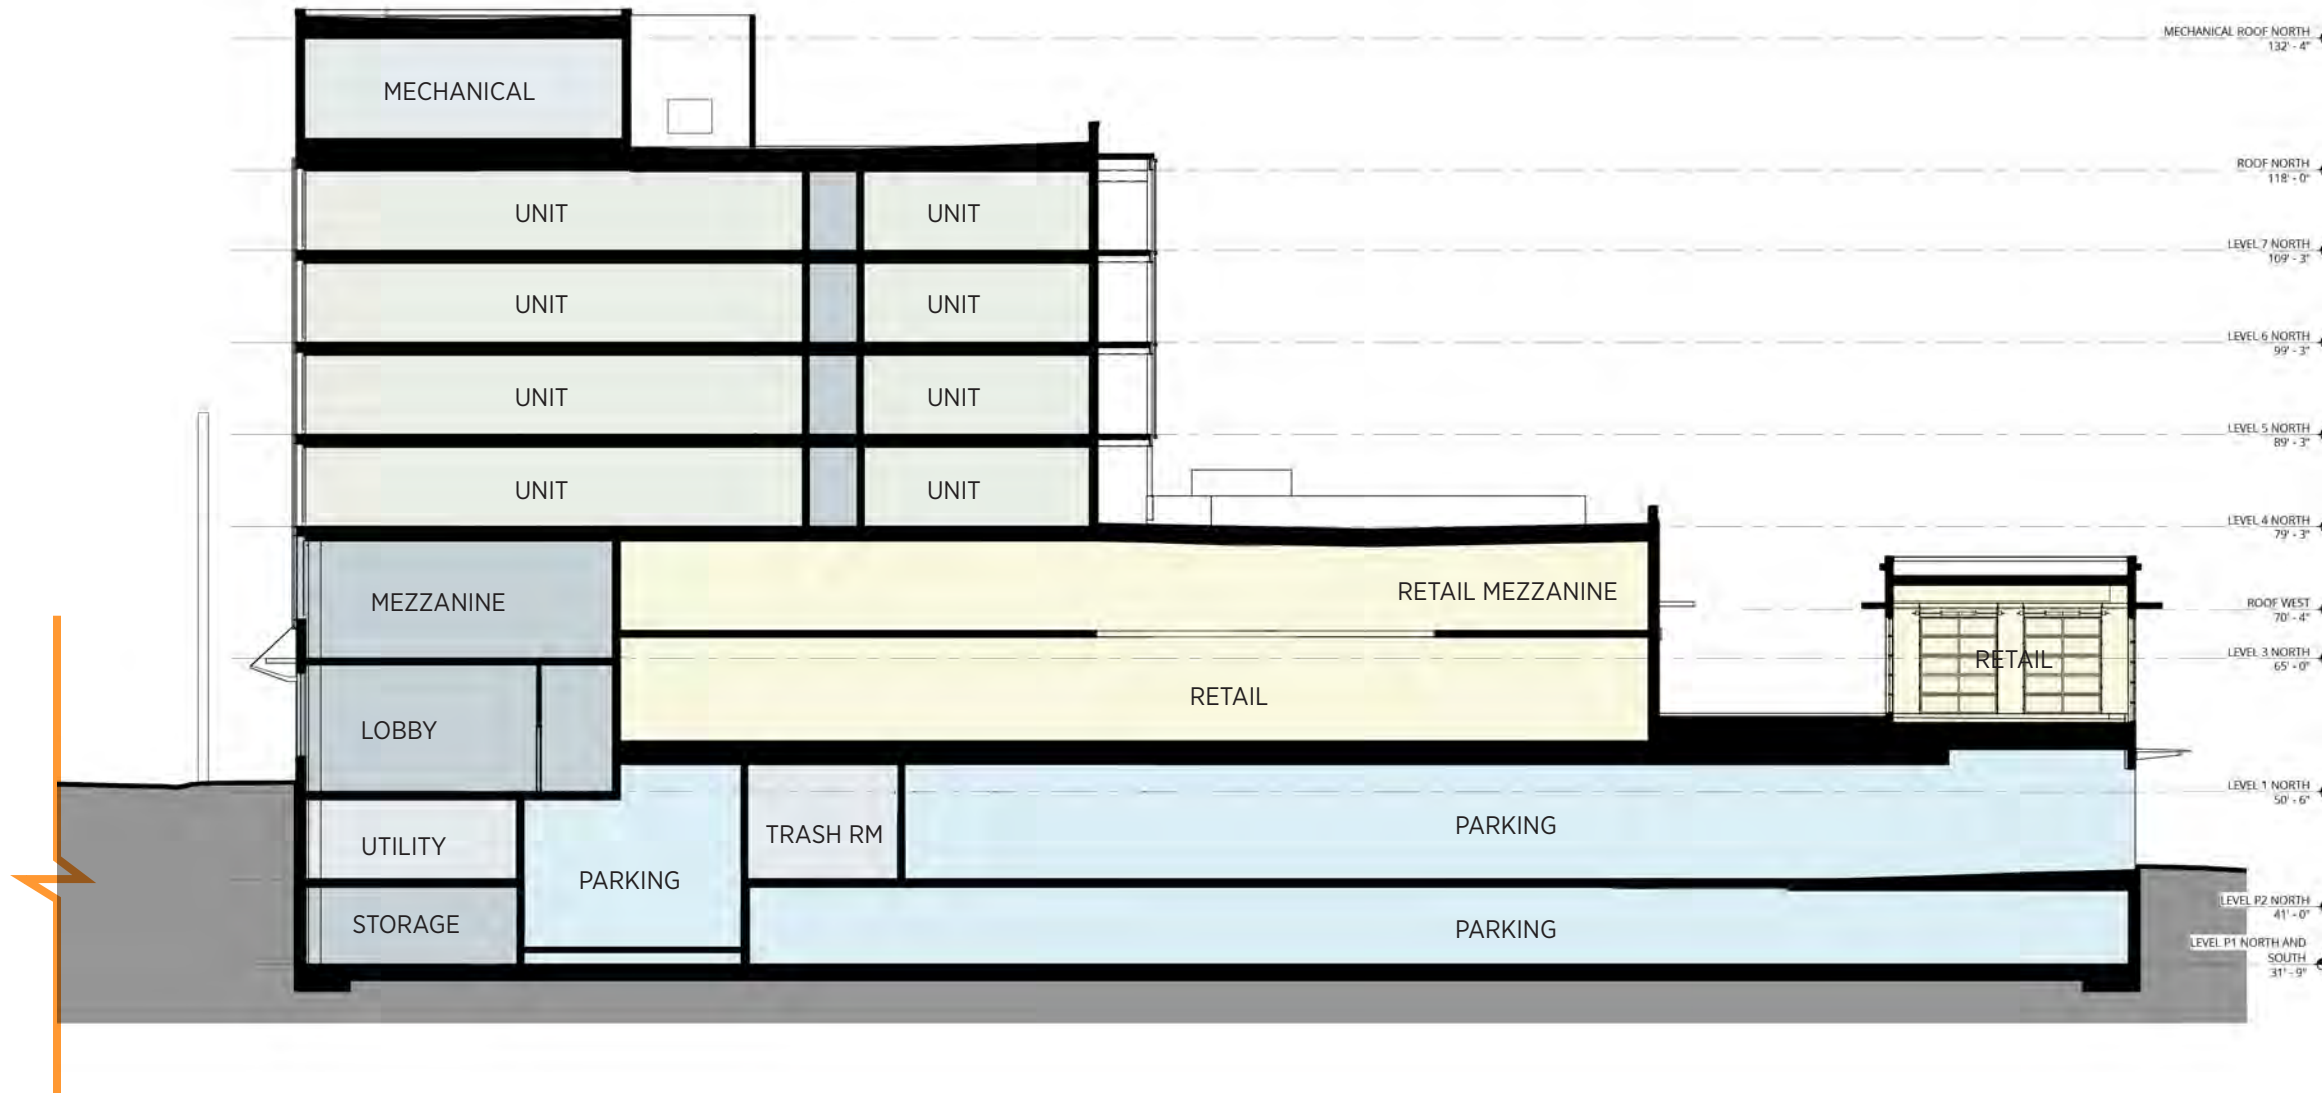 MECHANICAL ROOF NORTH
132' - 4"
MECHANICAL
ROOF NORTH
118' - 0"
UNIT UNIT
LEVEL 7 NORTH
109' - 3"
UNIT UNIT
LEVEL 6 NORTH
99' - 3"
UNIT UNIT
LEVEL 5 NORTH
89' - 3"
UNIT UNIT
LEVEL 4 NORTH
79' - 3"
MEZZANINE RETAIL MEZZANINE
ROOF WEST
70' - 4"
RETAIL
LEVEL 3 NORTH
65' - 0"
LOBBY RETAIL
LEVEL 1 NORTH
50' - 6"
UTILITY TRASH RM PARKING
PARKING
LEVEL P2 NORTH
41' - 0"
STORAGE PARKING
LEVEL P1 NORTH AND
SOUTH
31' - 9"